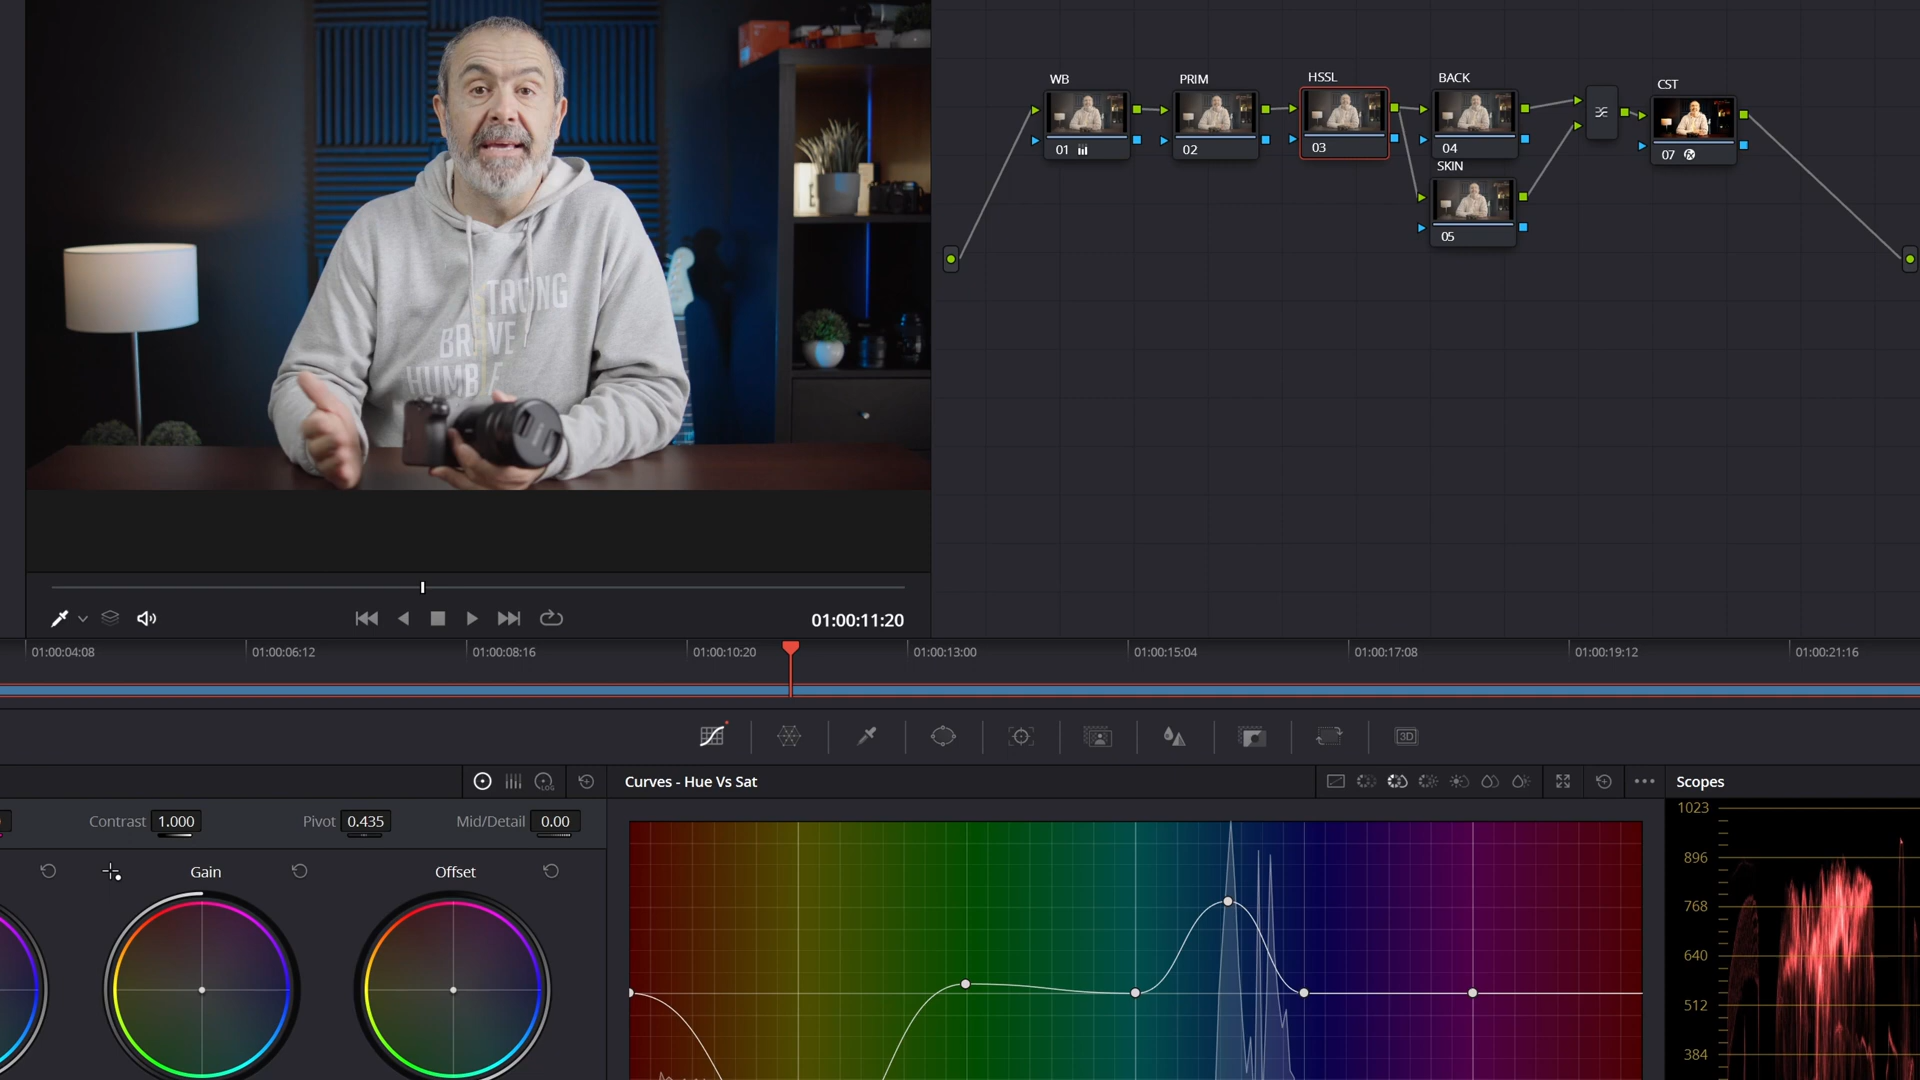 STRONG
BRAVE
HUMBLE
WB
PRIM
HSSL
BACK
CST
01
02
03
04
07
SKIN
05
01:00:11:20
01:00:04:08
01:00:06:12
01:00:08:16
01:00:10:20
01:00:13:00
01:00:15:04
01:00:17:08
01:00:19:12
01:00:21:16
3D
LOG
Curves - Hue Vs Sat
Scopes
Contrast 1.000
Pivot 0.435
Mid/Detail 0.00
Gain
Offset
1023
896
768
640
512
384